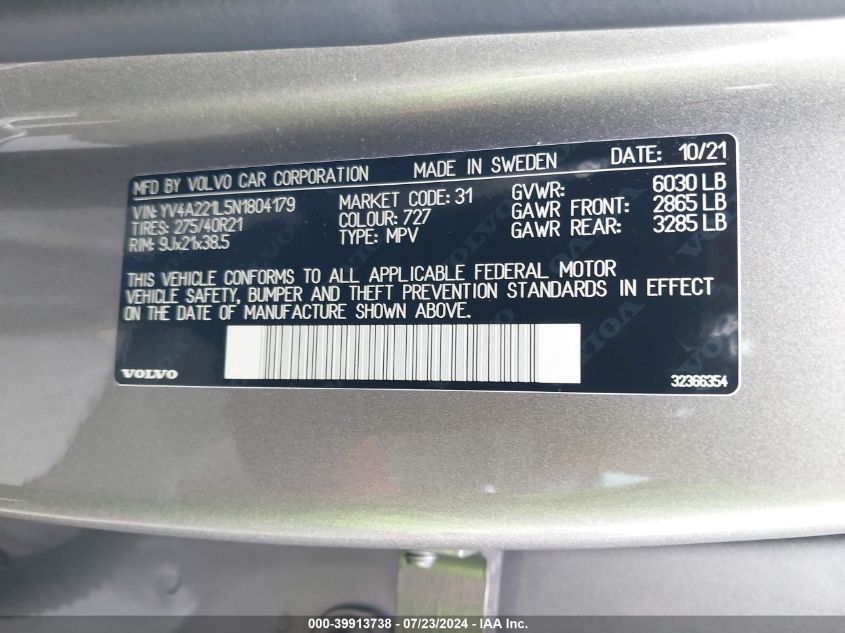 MFD BY VOLVO CAR CORPORATION MADE IN SWEDEN DATE: 10/21
VIN: YV4A221L5N1804179 MARKET CODE: 31 GVWR: 6030 LB
TIRES: 275/40R21 COLOUR: 727 GAWR FRONT: 2865 LB
RIM: 9Jx21x38.5 TYPE: MPV GAWR REAR: 3285 LB
THIS VEHICLE CONFORMS TO ALL APPLICABLE FEDERAL MOTOR
VEHICLE SAFETY, BUMPER AND THEFT PREVENTION STANDARDS IN EFFECT
ON THE DATE OF MANUFACTURE SHOWN ABOVE.
VOLVO 32366354
000-39913738 - 07/23/2024 - IAA Inc.